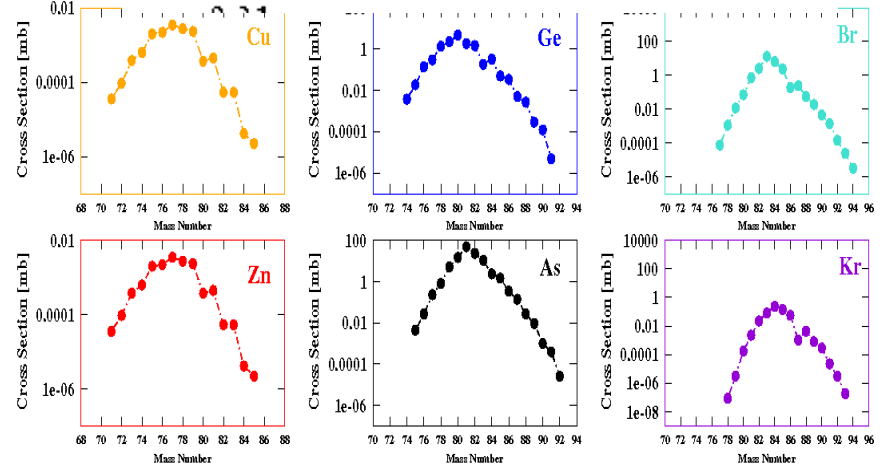 0.01
0.0001
1e-06
Cross Section [mb]
Cu
68 70 72 74 76 78 80 82 84 86 88
Mass Number
1
0.01
0.0001
1e-06
Cross Section [mb]
Ge
70 72 74 76 78 80 82 84 86 88 90 92 94
Mass Number
100
1
0.01
0.0001
1e-06
Cross Section [mb]
Br
70 72 74 76 78 80 82 84 86 88 90 92 94 96
Mass Number
0.01
0.0001
1e-06
Cross Section [mb]
Zn
68 70 72 74 76 78 80 82 84 86 88
Mass Number
100
1
0.01
0.0001
1e-06
Cross Section [mb]
As
70 72 74 76 78 80 82 84 86 88 90 92 94
Mass Number
10000
100
1
0.01
0.0001
1e-06
1e-08
Cross Section [mb]
Kr
70 72 74 76 78 80 82 84 86 88 90 92 94 96
Mass Number